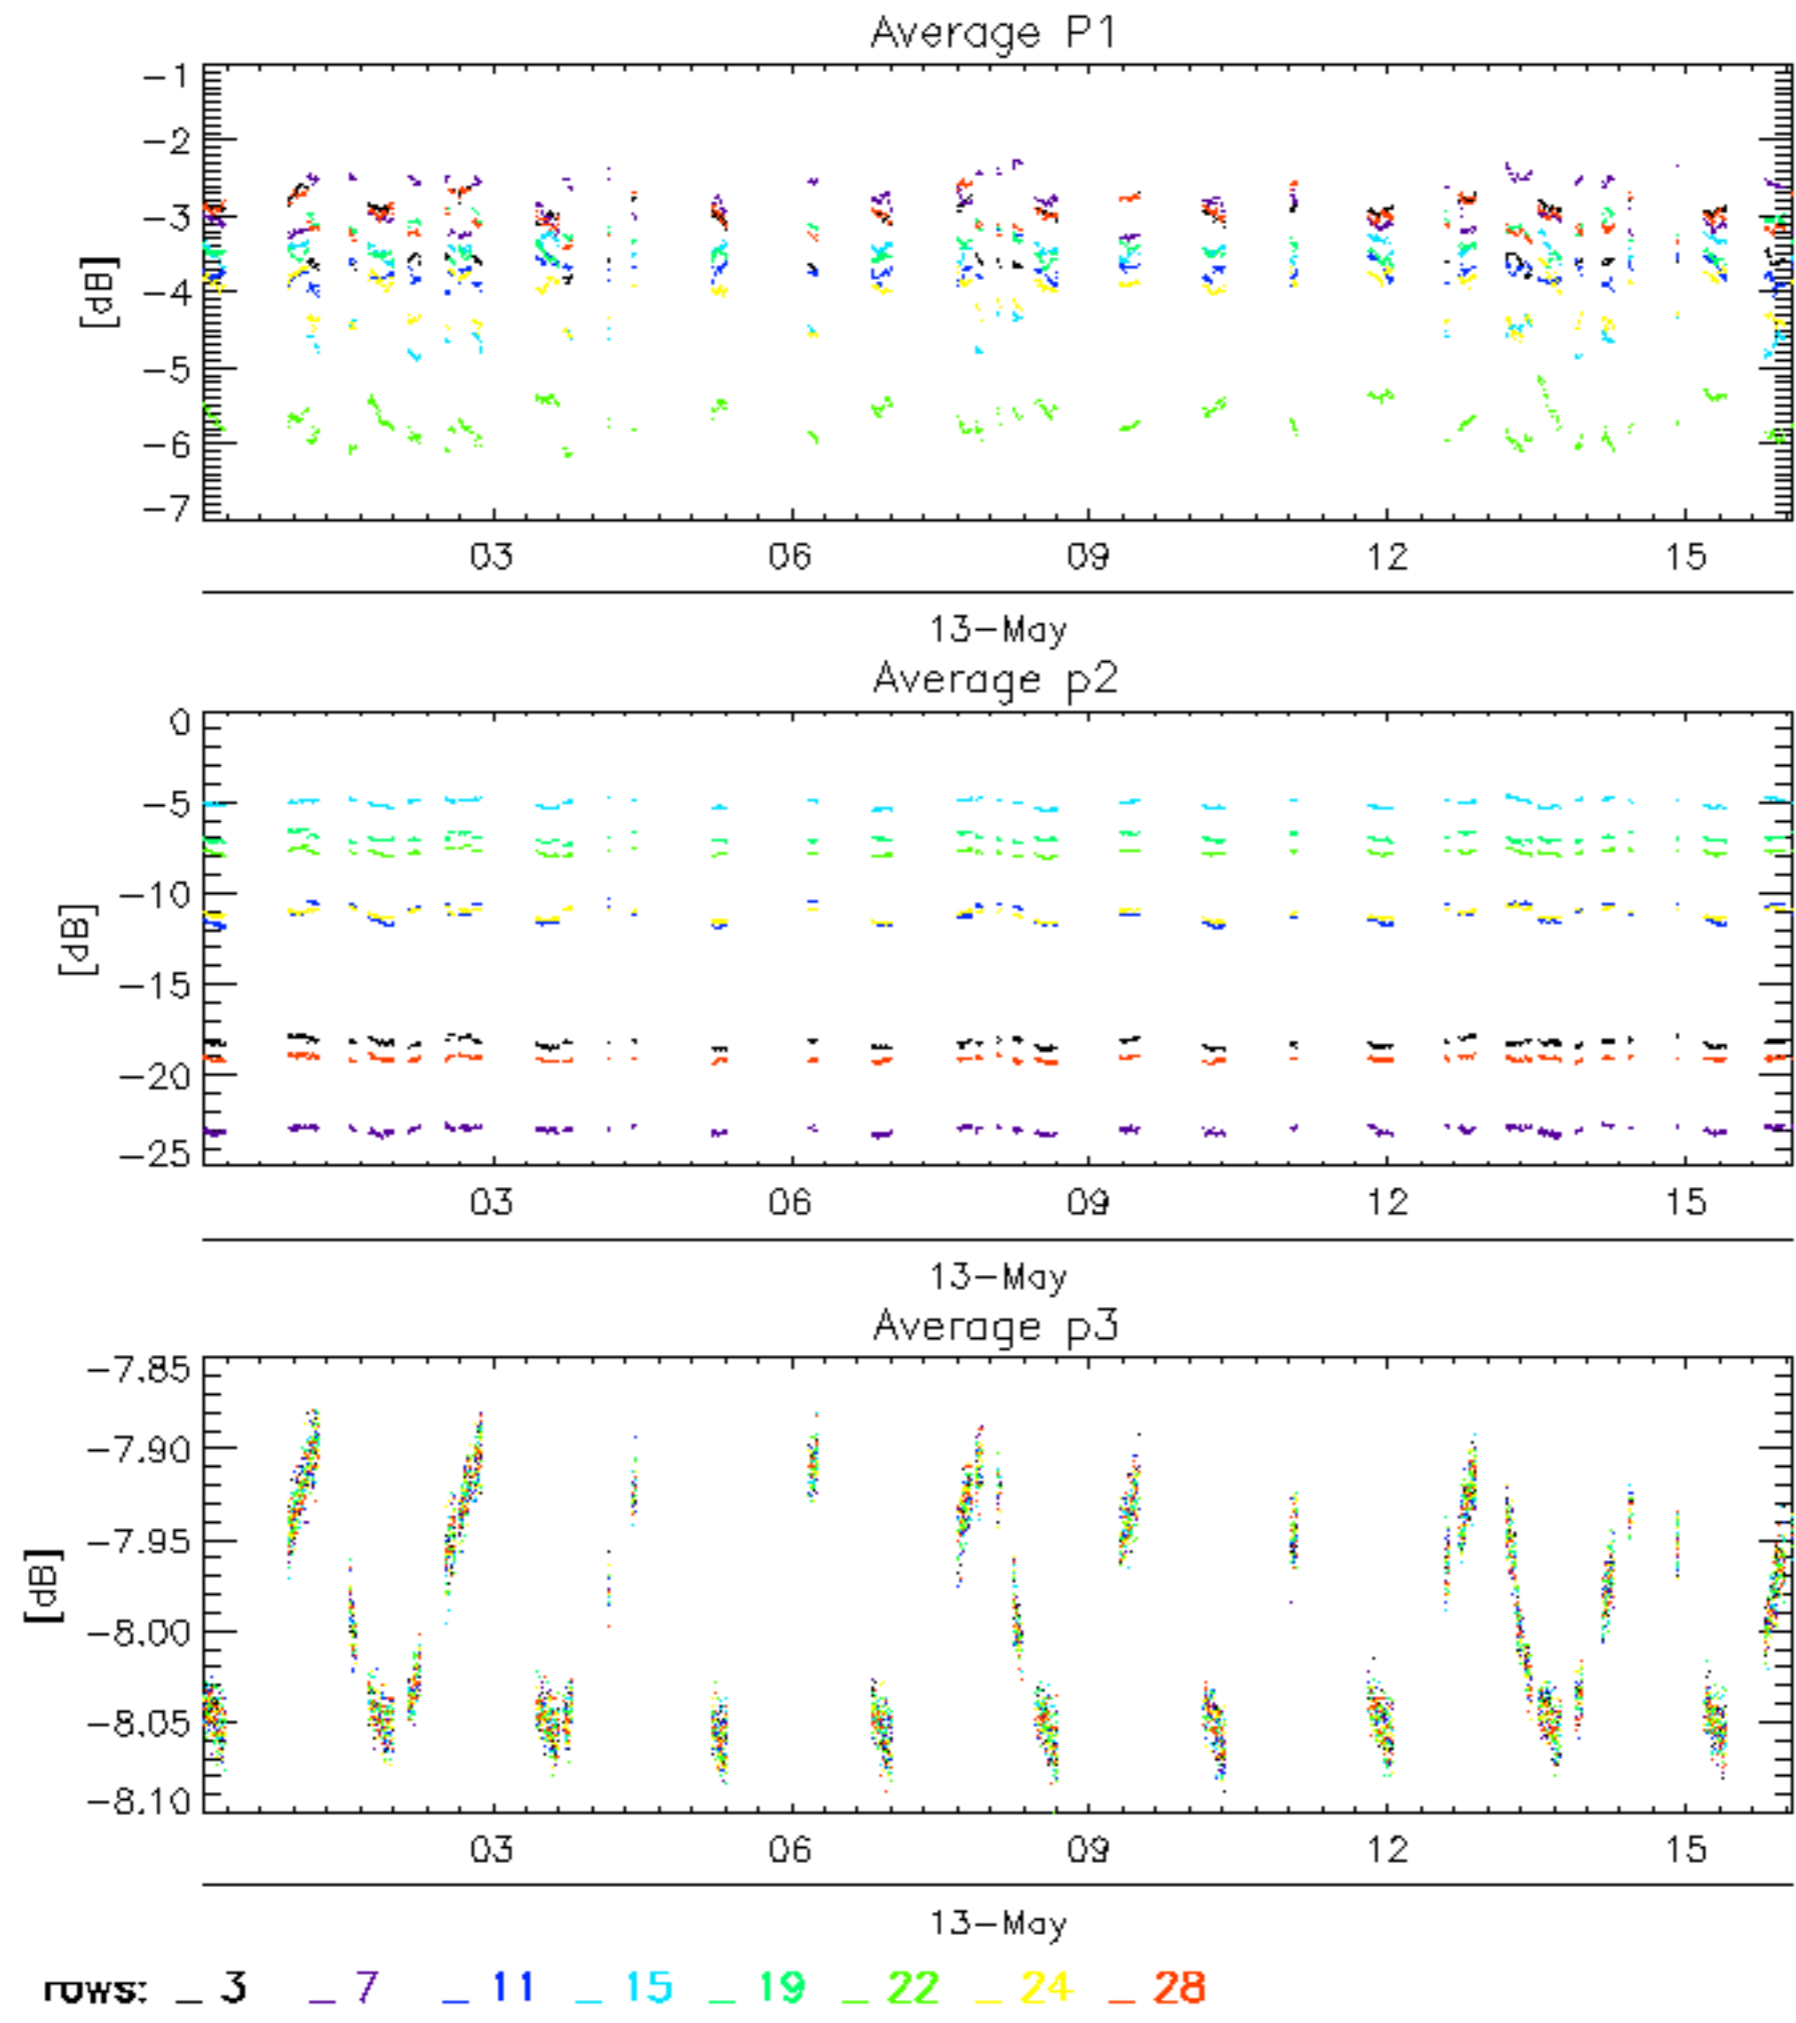 Average P1
-1
-2
-3
-4
-5
-6
-7
[dB]
03 06 09 12 15
13-May
Average p2
0
-5
-10
-15
-20
-25
[dB]
03 06 09 12 15
13-May
Average p3
-7.85
-7.90
-7.95
-8.00
-8.05
-8.10
[dB]
03 06 09 12 15
13-May
rows: _ 3 _ 7 _ 11 _ 15 _ 19 _ 22 _ 24 _ 28